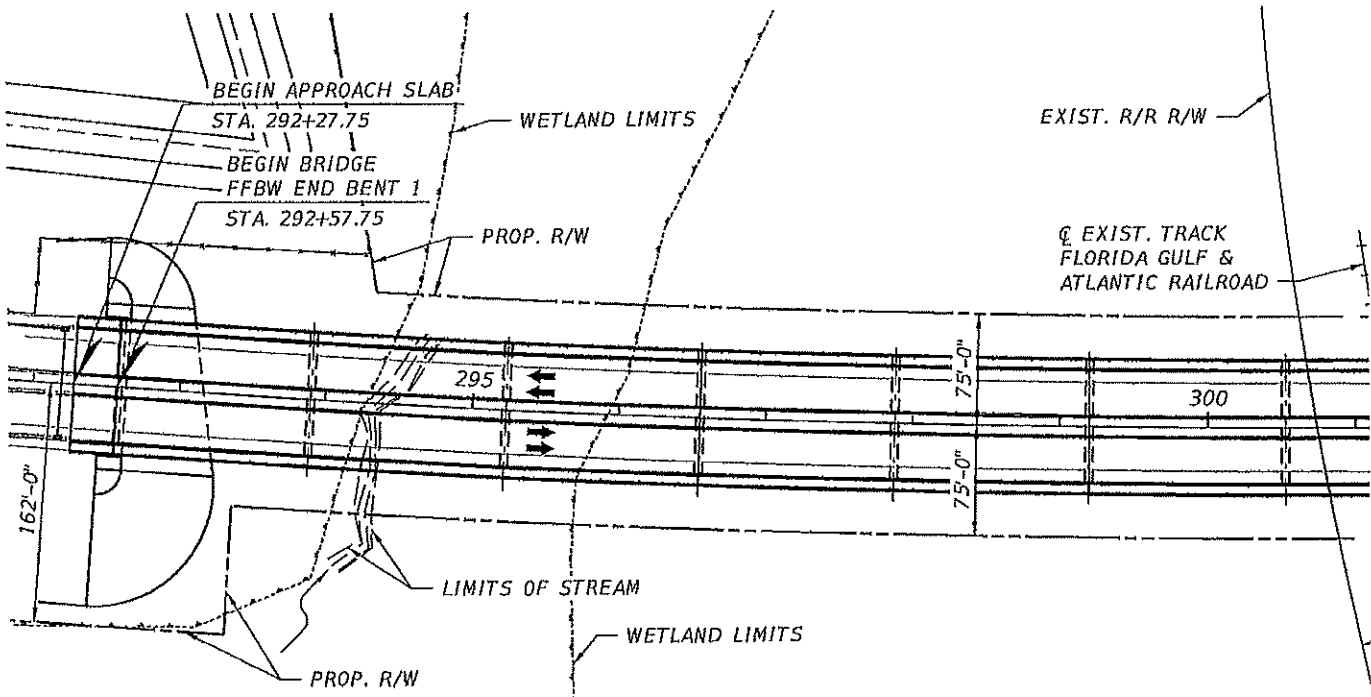 BEGIN APPROACH SLAB
STA. 292+27.75
BEGIN BRIDGE
FFBW END BENT 1
STA. 292+57.75
WETLAND LIMITS
PROP. R/W
EXIST. R/R R/W
℄ EXIST. TRACK
FLORIDA GULF &
ATLANTIC RAILROAD
295
300
75'-0"
75'-0"
162'-0"
LIMITS OF STREAM
WETLAND LIMITS
PROP. R/W